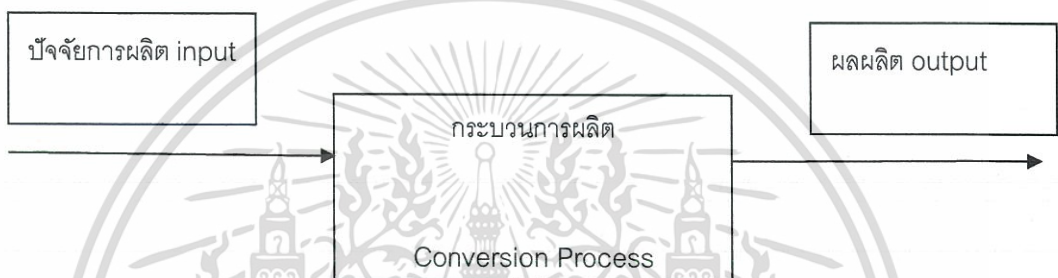 ปัจจัยการผลิต input
กระบวนการผลิต
Conversion Process
ผลผลิต output